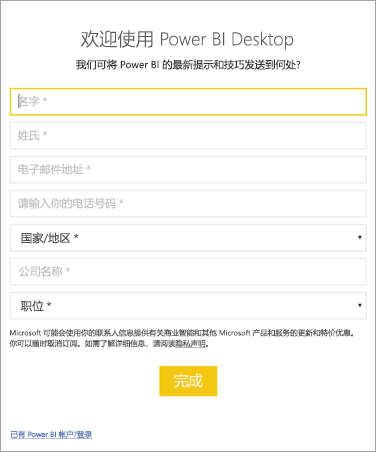 欢迎使用 Power BI Desktop
我们可将 Power BI 的最新提示和技巧发送到何处?
名字 *
姓氏 *
电子邮件地址 *
请输入你的电话号码 *
国家/地区 *
公司名称 *
职位 *
Microsoft 可能会使用你的联系人信息提供有关商业智能和其他 Microsoft 产品和服务的更新和特价优惠。
你可以随时取消订阅。如需了解详细信息，请阅读隐私声明。
完成
已有 Power BI 帐户?登录